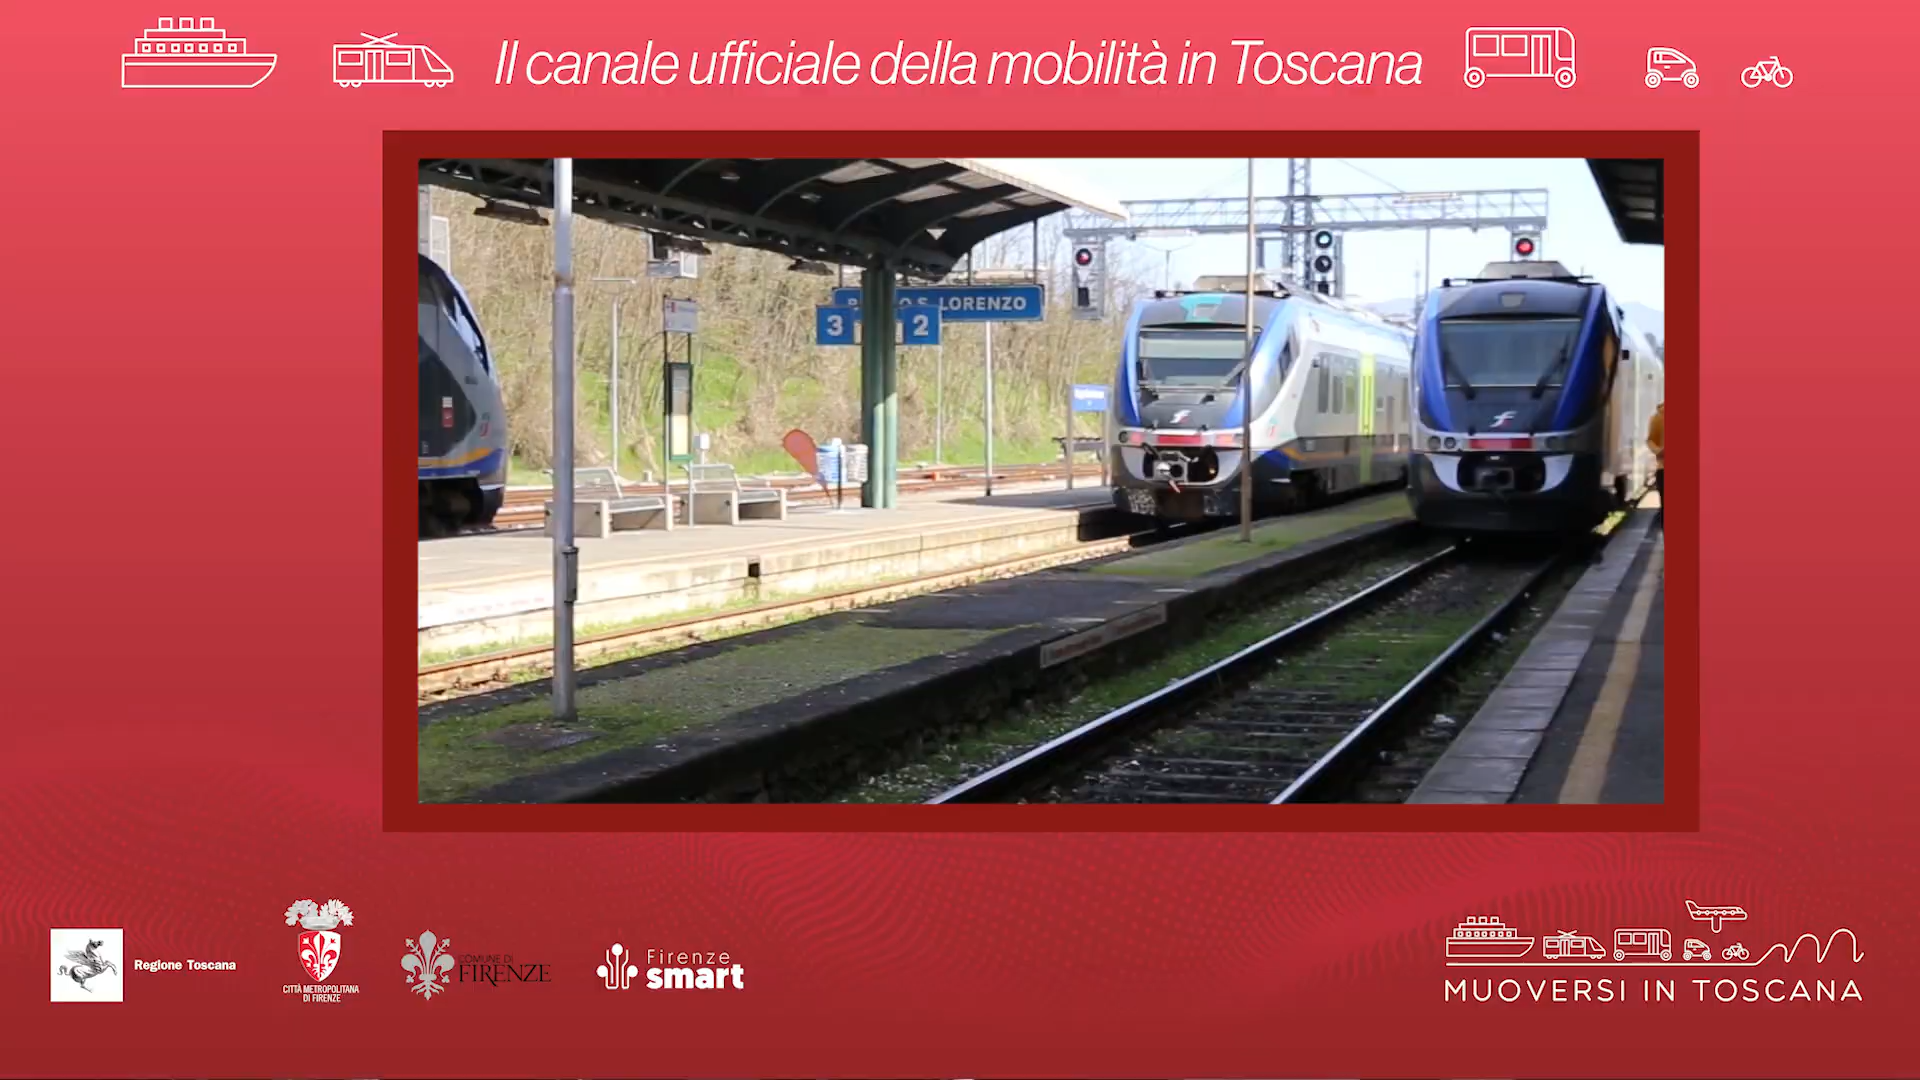 Il canale ufficiale della mobilità in Toscana
LORENZO
3 2
Regione Toscana
CITTÀ METROPOLITANA
DI FIRENZE
COMUNE DI
FIRENZE
Firenze
smart
MUOVERSI IN TOSCANA